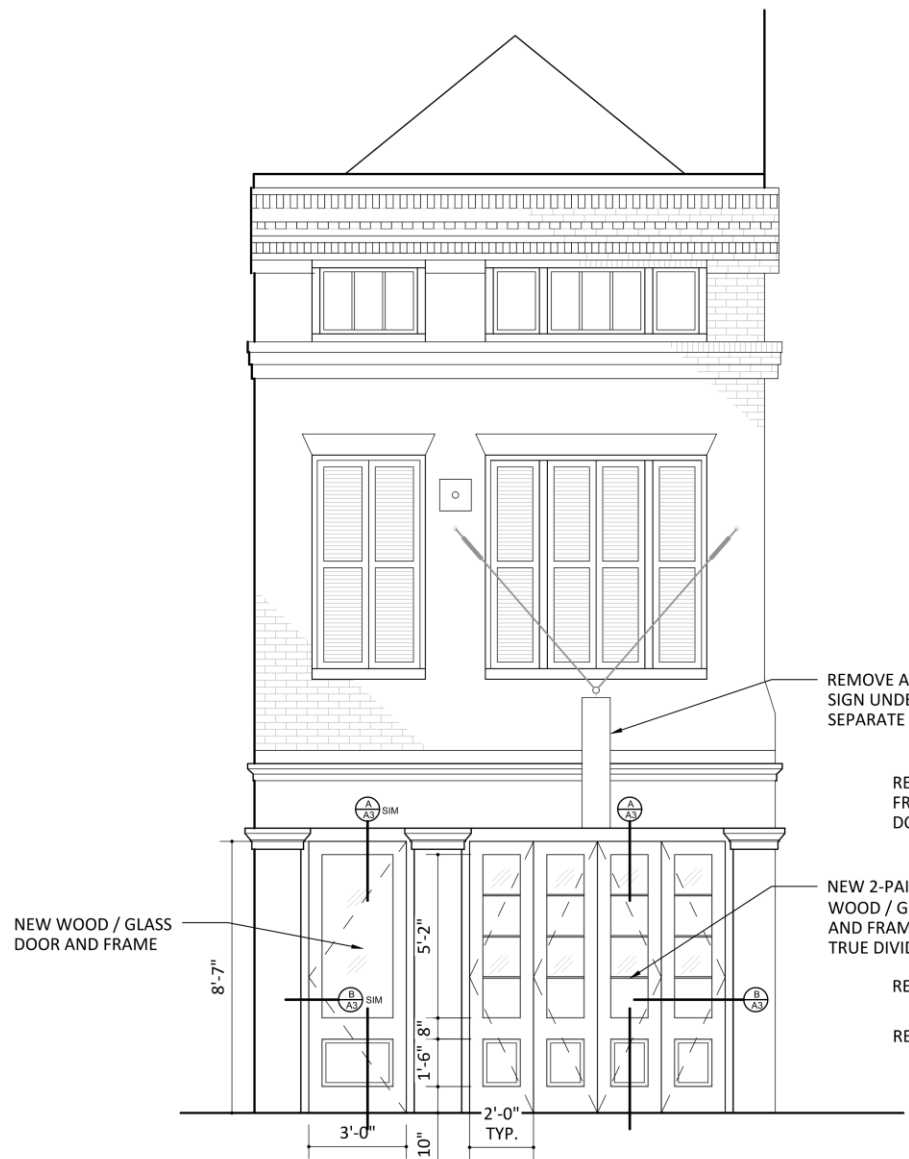 REMOVE A
SIGN UNDE
SEPARATE
RE
FR
DO
A
A3
SIM
A
A3
NEW WOOD / GLASS
DOOR AND FRAME
NEW 2-PAI
WOOD / G
AND FRAM
TRUE DIVID
RE
RE
B
A3
SIM
B
A3
8'-7"
5'-2"
8"
1'-6"
10"
3'-0"
2'-0"
TYP.